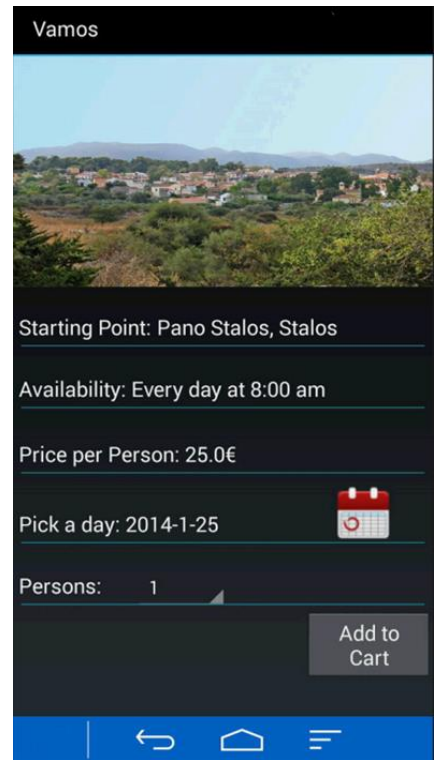 Vamos
Starting Point: Pano Stalos, Stalos
Availability: Every day at 8:00 am
Price per Person: 25.0€
Pick a day: 2014-1-25
Persons: 1
Add to
Cart